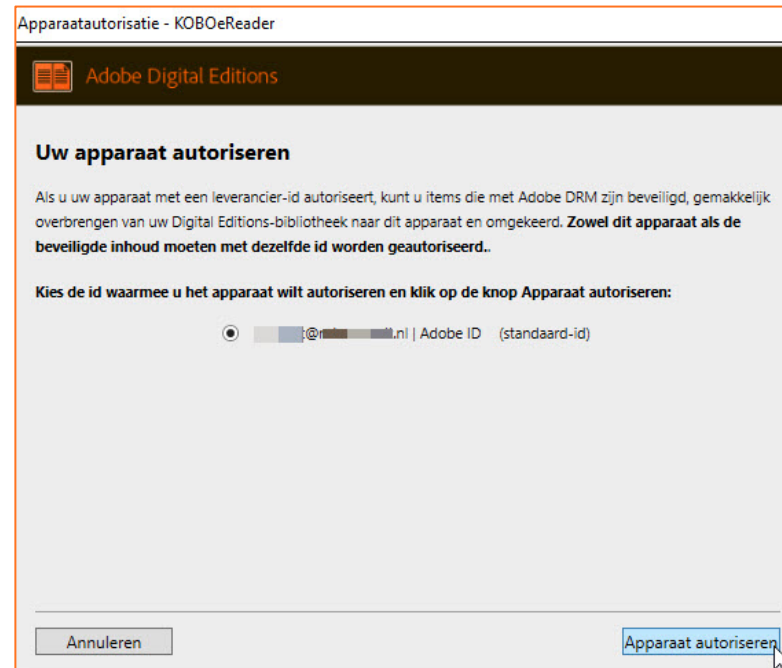 Apparaatautorisatie - KOBOeReader
Adobe Digital Editions
Uw apparaat autoriseren
Als u uw apparaat met een leverancier-id autoriseert, kunt u items die met Adobe DRM zijn beveiligd, gemakkelijk
overbrengen van uw Digital Editions-bibliotheek naar dit apparaat en omgekeerd. Zowel dit apparaat als de
beveiligde inhoud moeten met dezelfde id worden geautoriseerd..
Kies de id waarmee u het apparaat wilt autoriseren en klik op de knop Apparaat autoriseren:
.nl | Adobe ID (standaard-id)
Annuleren
Apparaat autoriseren